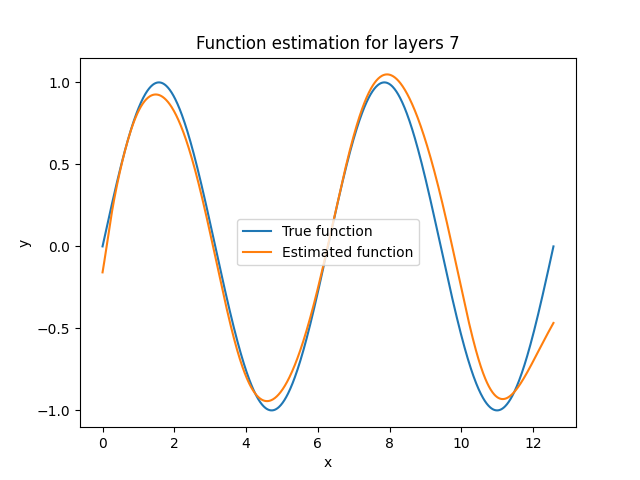 Function estimation for layers 7
1.0
0.5
0.0
−0.5
−1.0
y
True function
Estimated function
0 2 4 6 8 10 12
x